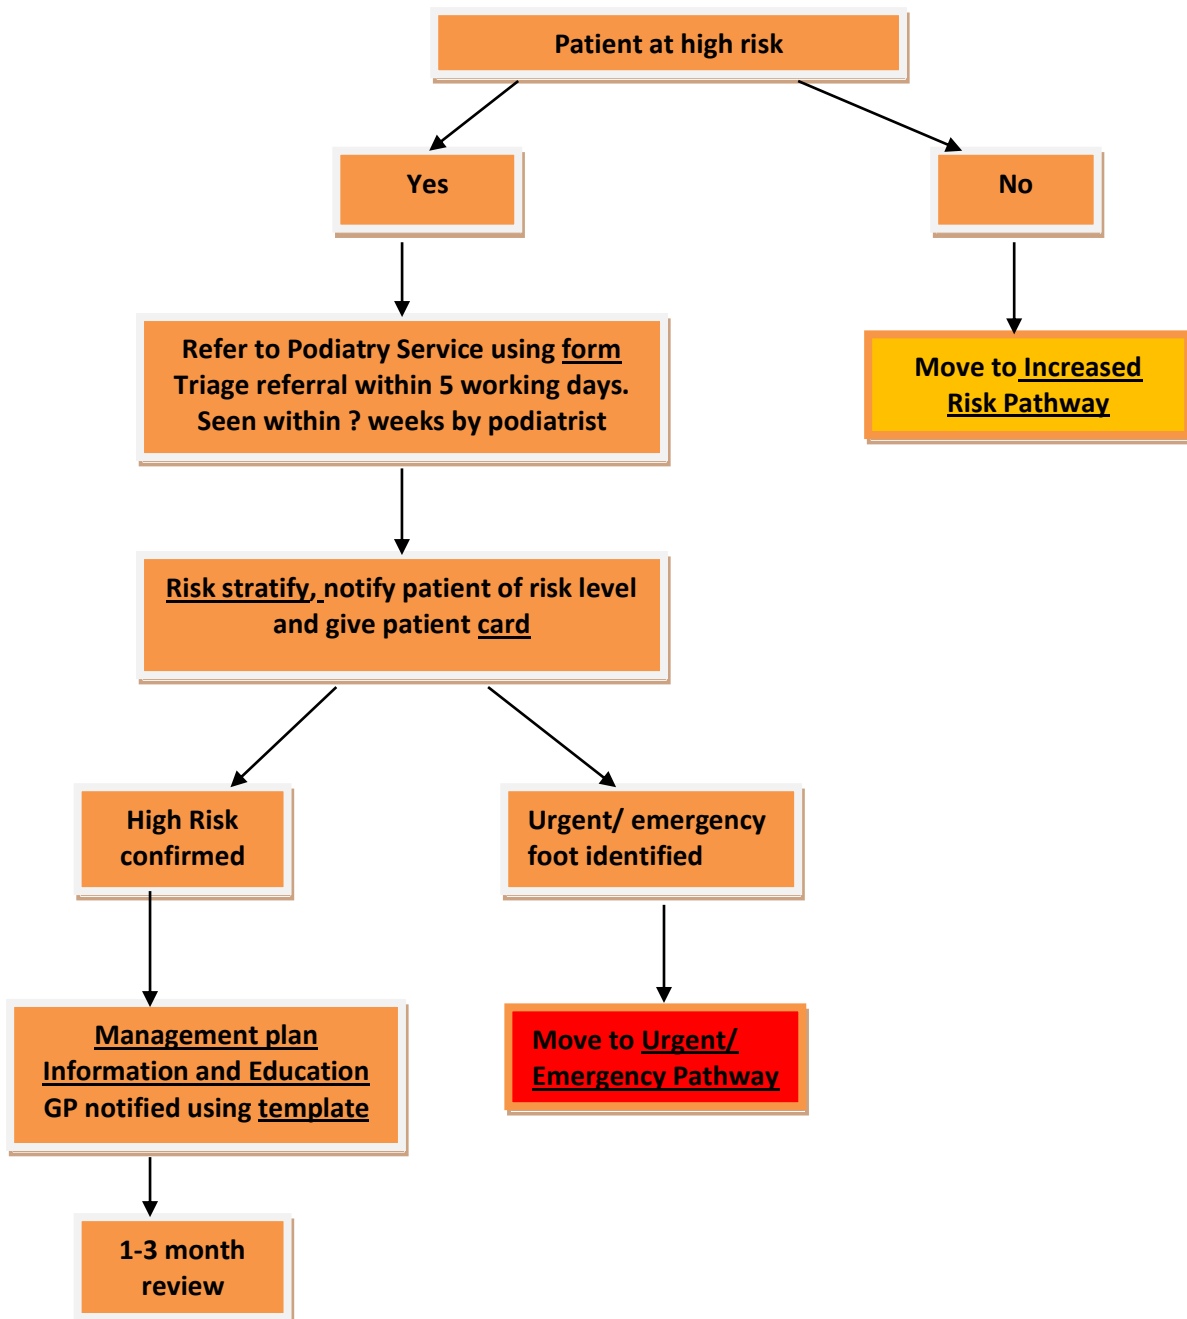 Patient at high risk
Yes
No
Refer to Podiatry Service using form
Triage referral within 5 working days.
Seen within ? weeks by podiatrist
Move to Increased
Risk Pathway
Risk stratify, notify patient of risk level
and give patient card
High Risk
confirmed
Urgent/ emergency
foot identified
Management plan
Information and Education
GP notified using template
Move to Urgent/
Emergency Pathway
1-3 month
review